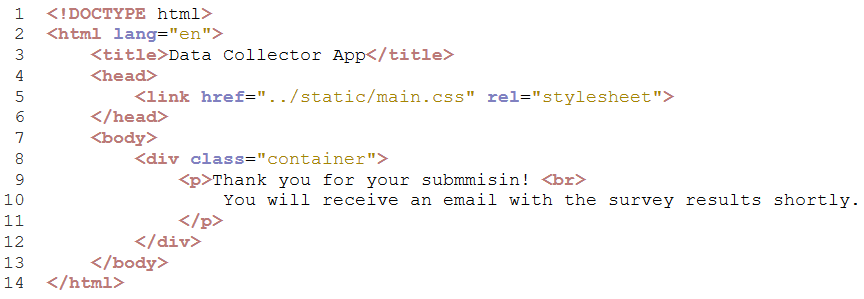 1 <!DOCTYPE html>
2 <html lang="en">
3 <title>Data Collector App</title>
4 <head>
5 <link href="../static/main.css" rel="stylesheet">
6 </head>
7 <body>
8 <div class="container">
9 <p>Thank you for your submmisin! <br>
10 You will receive an email with the survey results shortly.
11 </p>
12 </div>
13 </body>
14 </html>